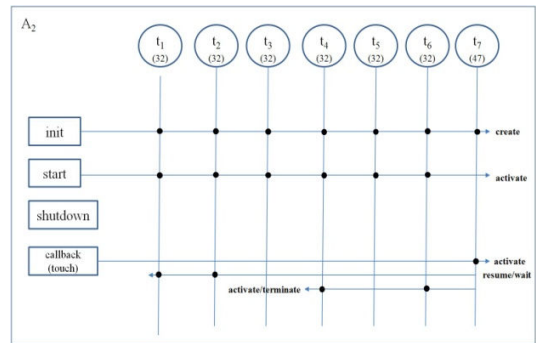 A2
t1 t2 t3 t4 t5 t6 t7
(32) (32) (32) (32) (32) (32) (47)
init
create
start
activate
shutdown
callback
(touch)
activate
resume/wait
activate/terminate